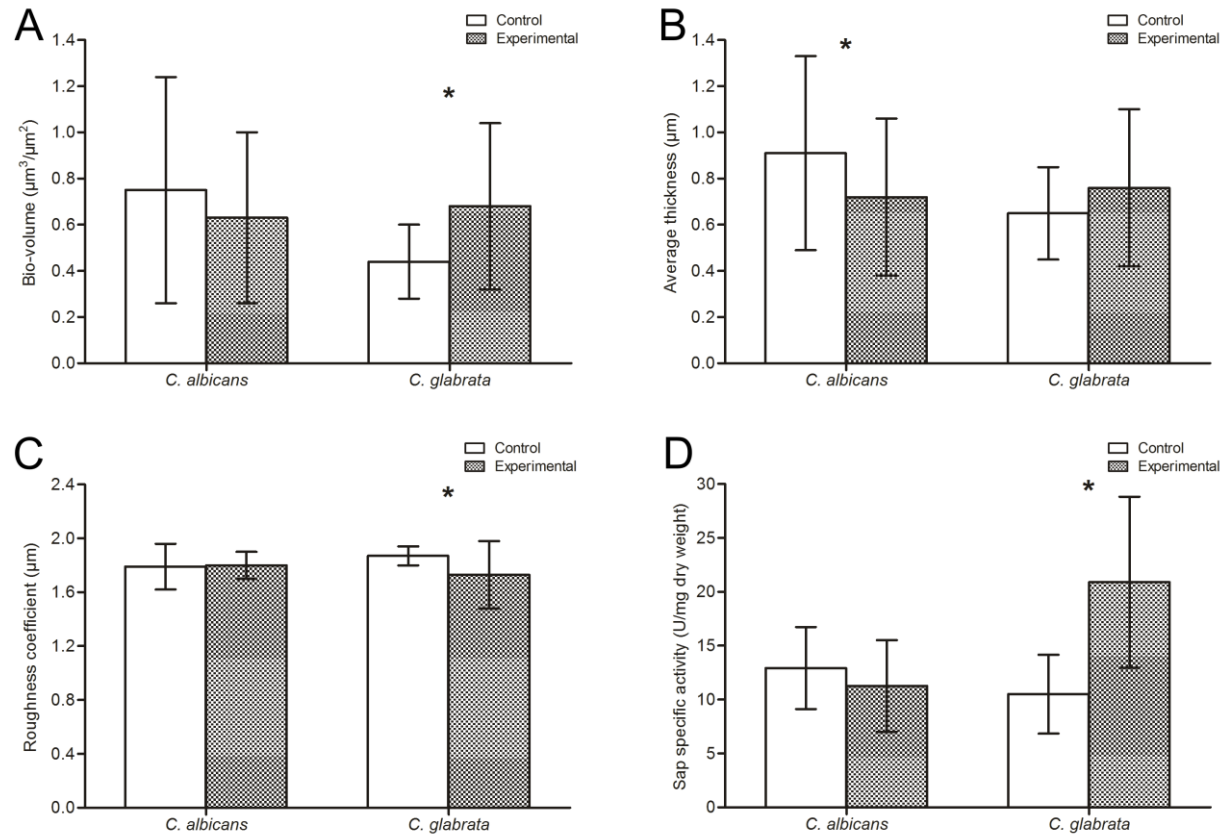 A
Control
Experimental
1.4
1.2
1.0
0.8
0.6
0.4
0.2
0.0
Bio-volume (µm³/µm²)
*
C. albicans
C. glabrata
B
Control
Experimental
1.4
1.2
1.0
0.8
0.6
0.4
0.2
0.0
Average thickness (µm)
*
C. albicans
C. glabrata
C
Control
Experimental
2.4
2.0
1.6
1.2
0.8
0.4
0.0
Roughness coefficient (µm)
*
C. albicans
C. glabrata
D
Control
Experimental
30
25
20
15
10
5
0
Sap specific activity (U/mg dry weight)
*
C. albicans
C. glabrata